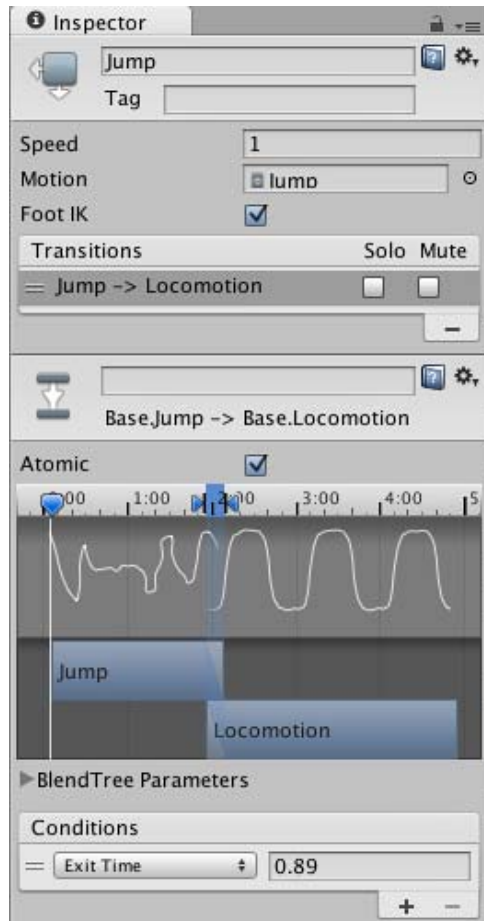 Inspector
Jump
Tag
Speed 1
Motion Jump
Foot IK
Transitions Solo Mute
Jump -> Locomotion
Base.Jump -> Base.Locomotion
Atomic
1:00 3:00 4:00
Jump
Locomotion
BlendTree Parameters
Conditions
Exit Time 0.89